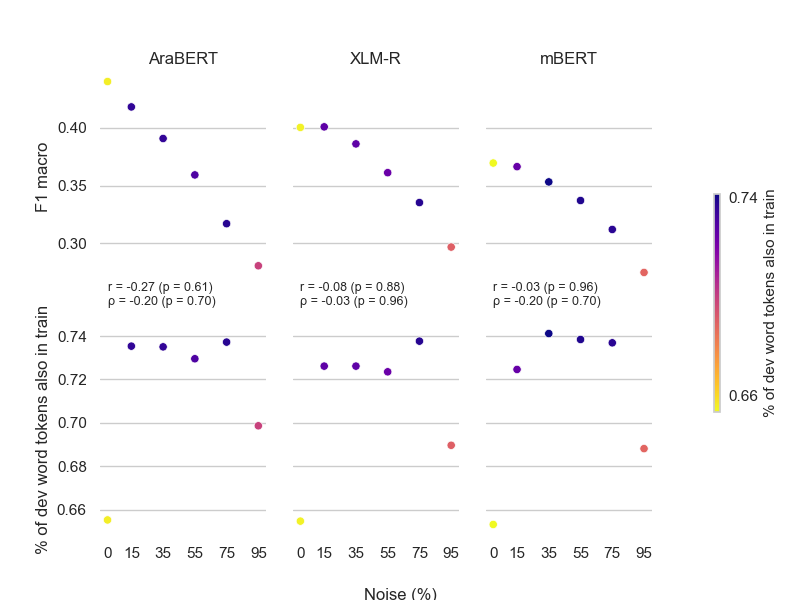 AraBERT XLM-R mBERT
F1 macro
0.40
0.35
0.30
r = -0.27 (p = 0.61)
ρ = -0.20 (p = 0.70)
r = -0.08 (p = 0.88)
ρ = -0.03 (p = 0.96)
r = -0.03 (p = 0.96)
ρ = -0.20 (p = 0.70)
% of dev word tokens also in train
0.74
0.72
0.70
0.68
0.66
0 15 35 55 75 95
0 15 35 55 75 95
0 15 35 55 75 95
Noise (%)
0.74
0.66
% of dev word tokens also in train